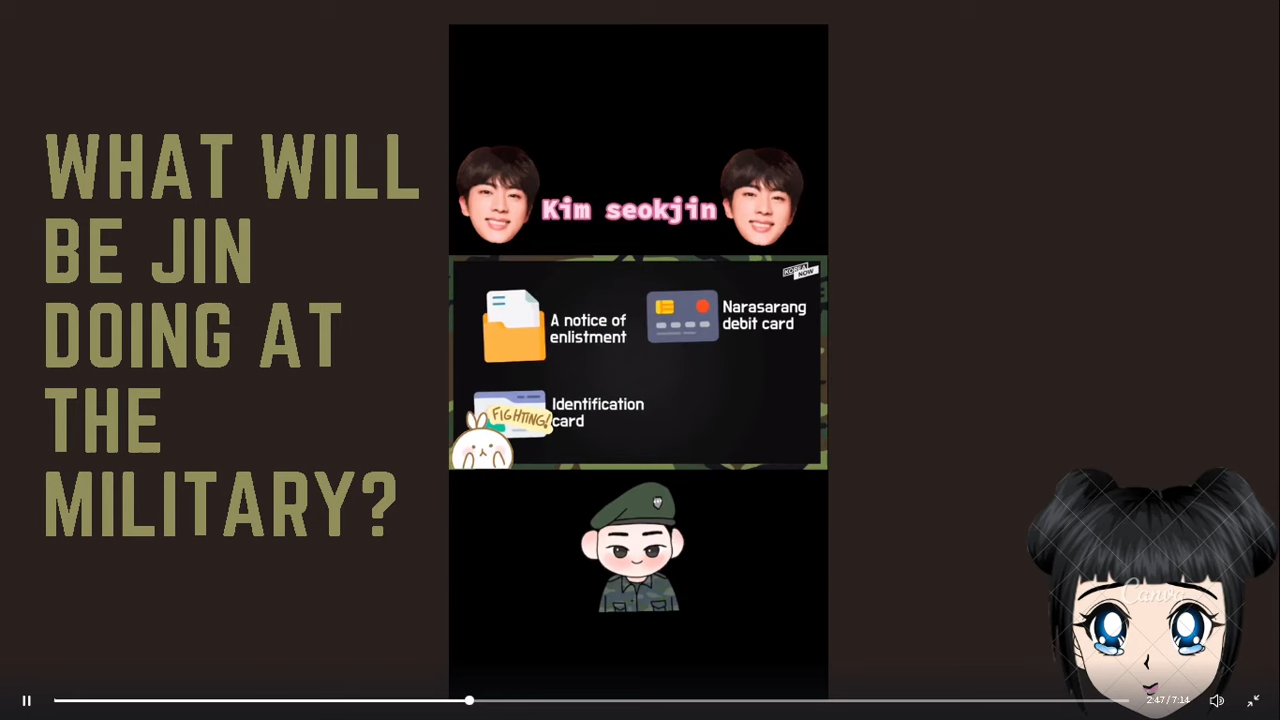 WHAT WILL
BE JIN
DOING AT
THE
MILITARY?
Kim seokjin
KOREA
NOW
A notice of
enlistment
Narasarang
debit card
Identification
card
FIGHTING!
Canva
2:47 / 7:14